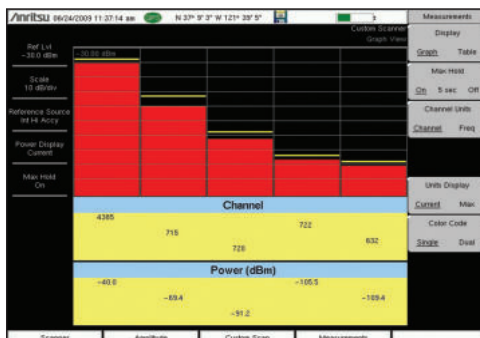 Anritsu 06/24/2009 11:37:14 am N 37° 9' 3" W 121° 39' 5"
Custom Scanner
Graph View
Ref Lvl
-30.0 dBm
Scale
10 dB/div
Reference Source
Int Hi Accy
Power Display
Current
Max Hold
On
-30.00 dBm
Channel
4385
715
720
722
632
Power (dBm)
-40.0
-69.4
-91.2
-105.5
-109.4
Measurements
Display
Graph Table
Max Hold
On 5 sec Off
Channel Units
Channel Freq
Units Display
Current Max
Color Code
Single Dual
Scanner Amplitude Custom Scan Measurements